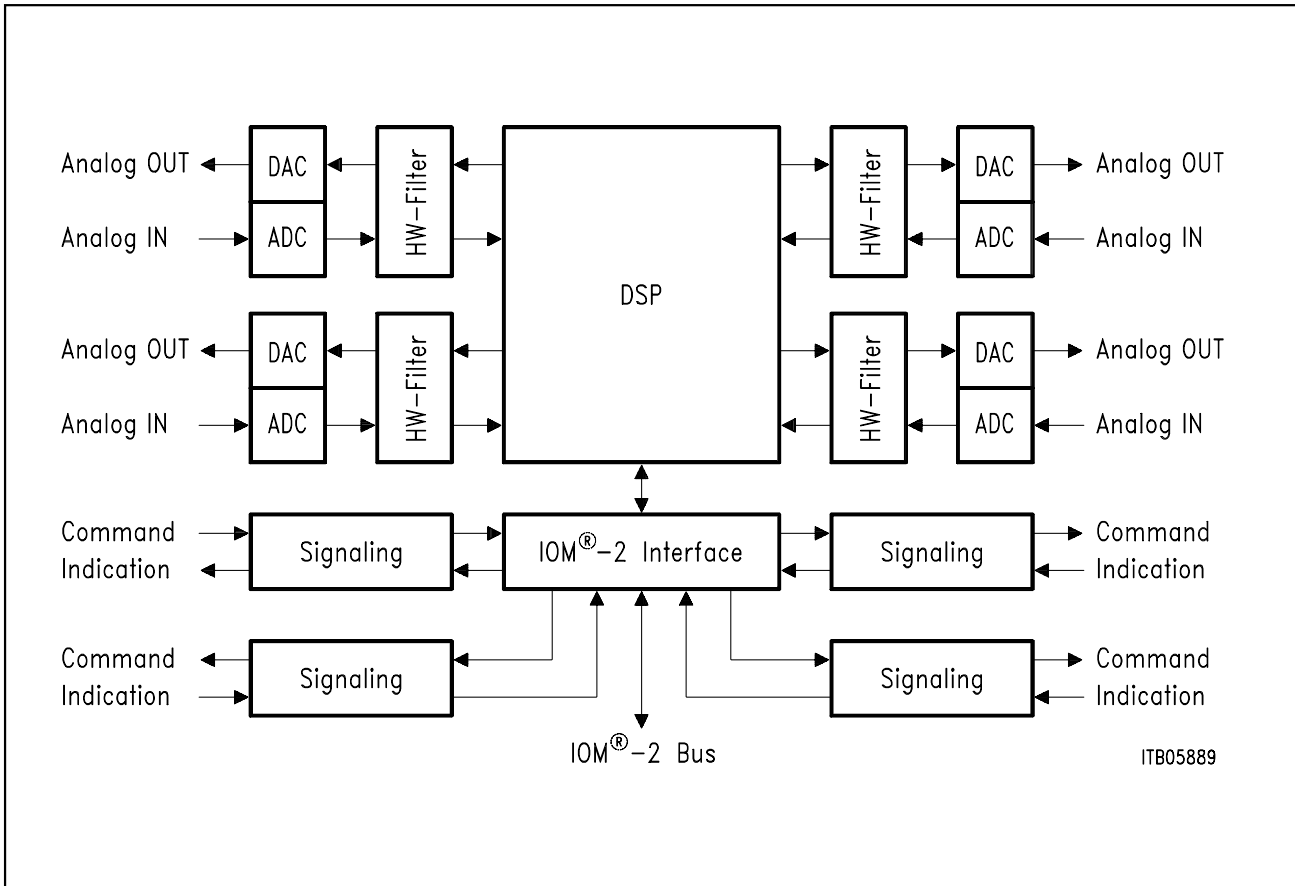 Analog OUT
DAC
HW-Filter
DSP
HW-Filter
DAC
Analog OUT
Analog IN
ADC
ADC
Analog IN
Analog OUT
DAC
HW-Filter
HW-Filter
DAC
Analog OUT
Analog IN
ADC
ADC
Analog IN
Command
Indication
Signaling
IOM®-2 Interface
Signaling
Command
Indication
Command
Indication
Signaling
Signaling
Command
Indication
IOM®-2 Bus
ITB05889